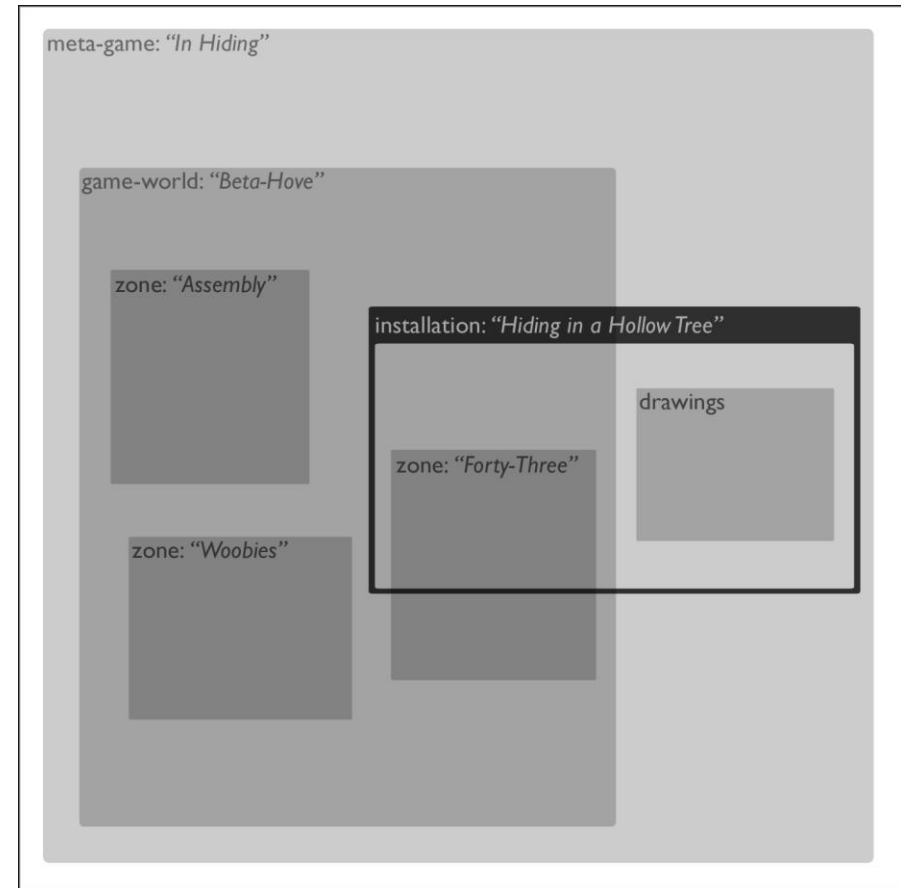 meta-game: “In Hiding”
game-world: “Beta-Hove”
zone: “Assembly”
installation: “Hiding in a Hollow Tree”
drawings
zone: “Forty-Three”
zone: “Woobies”